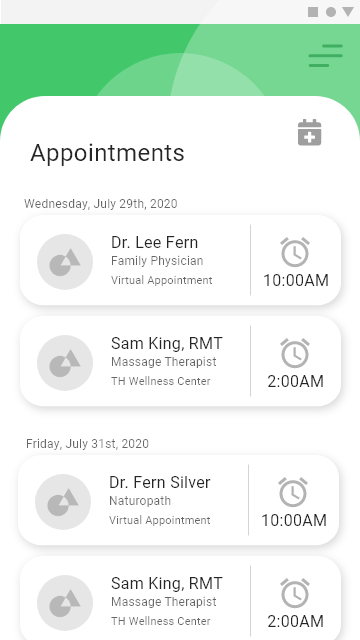 Appointments
Wednesday, July 29th, 2020
Dr. Lee Fern
Family Physician
Virtual Appointment
10:00AM
Sam King, RMT
Massage Therapist
TH Wellness Center
2:00AM
Friday, July 31st, 2020
Dr. Fern Silver
Naturopath
Virtual Appointment
10:00AM
Sam King, RMT
Massage Therapist
TH Wellness Center
2:00AM